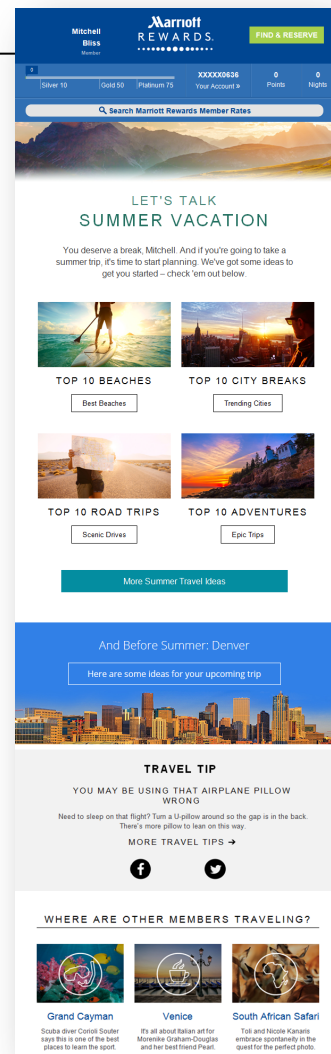 Mitchell
Bliss
Member
Marriott
REWARDS.
FIND & RESERVE
0
Silver 10
Gold 50
Platinum 75
XXXXX0636
Your Account »
0
Points
0
Nights
Search Marriott Rewards Member Rates
LET'S TALK
SUMMER VACATION
You deserve a break, Mitchell. And if you're going to take a
summer trip, it's time to start planning. We've got some ideas to
get you started – check 'em out below.
TOP 10 BEACHES
Best Beaches
TOP 10 CITY BREAKS
Trending Cities
TOP 10 ROAD TRIPS
Scenic Drives
TOP 10 ADVENTURES
Epic Trips
More Summer Travel Ideas
And Before Summer: Denver
Here are some ideas for your upcoming trip
TRAVEL TIP
YOU MAY BE USING THAT AIRPLANE PILLOW
WRONG
Need to sleep on that flight? Turn a U-pillow around so the gap is in the back.
There's more pillow to lean on this way.
MORE TRAVEL TIPS ➔
WHERE ARE OTHER MEMBERS TRAVELING?
Grand Cayman
Scuba diver Corioli Souter
says this is one of the best
places to learn the sport.
Venice
It's all about Italian art for
Morenike Graham-Douglas
and her best friend Pearl.
South African Safari
Toli and Nicole Kanaris
embrace spontaneity in the
quest for the perfect photo.